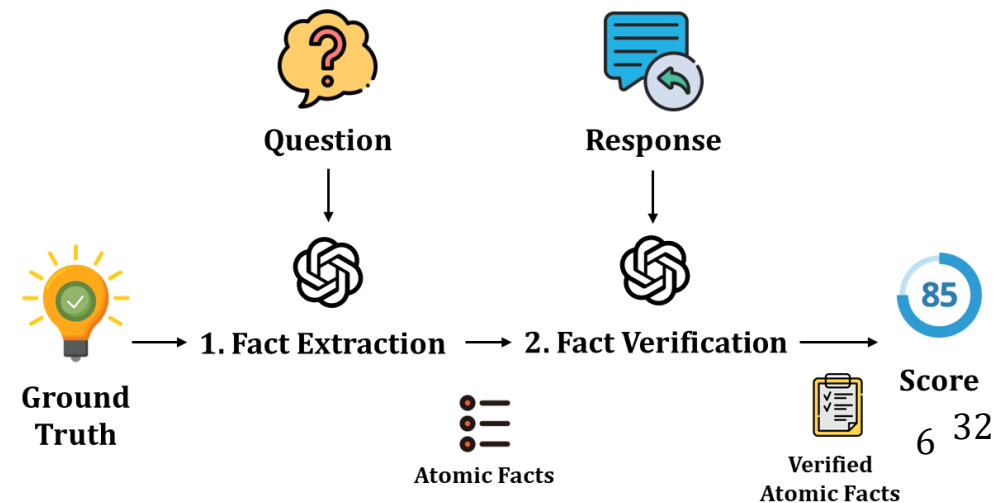 Question
Response
1. Fact Extraction
2. Fact Verification
85
Score
Ground
Truth
6 32
Atomic Facts
Verified
Atomic Facts